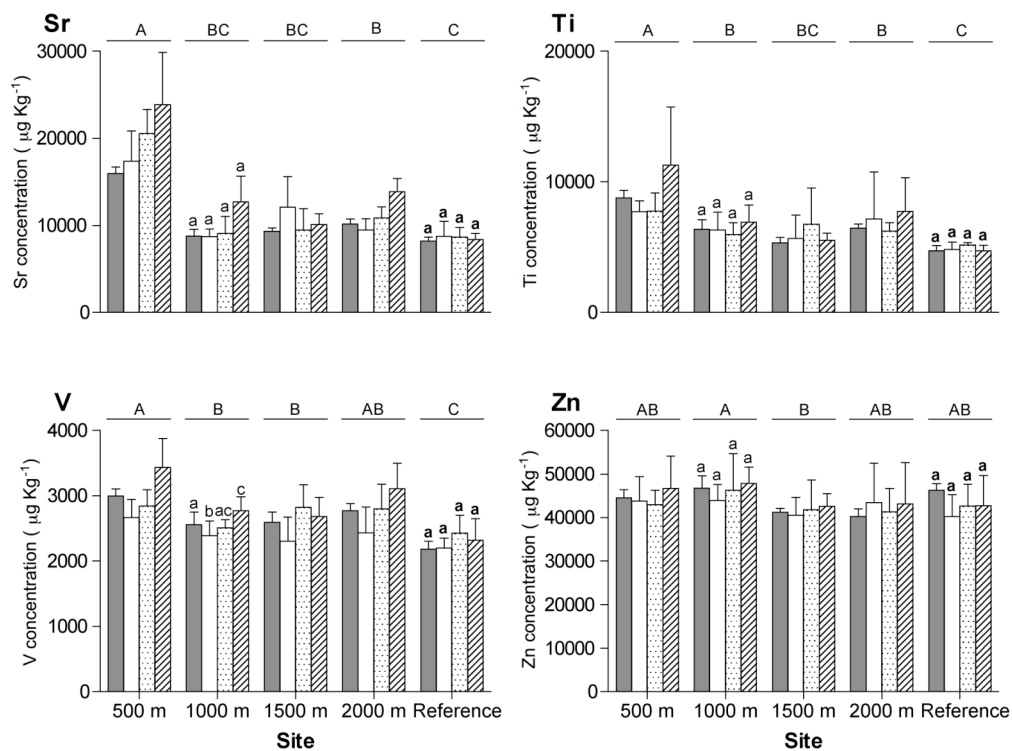 Sr
A BC BC B C
Sr concentration ( µg Kg-1)
30000
20000
10000
0
a a a a
a a a a
Ti
A B BC B C
Ti concentration ( µg Kg-1)
20000
10000
0
a a a a
a a a a
V
A B B AB C
V concentration ( µg Kg-1)
4000
3000
2000
1000
0
a b ac c
a a a a
500 m 1000 m 1500 m 2000 m Reference
Site
Zn
AB A B AB AB
Zn concentration ( µg Kg-1)
60000
50000
40000
30000
20000
10000
0
a a a a
a a a a
500 m 1000 m 1500 m 2000 m Reference
Site